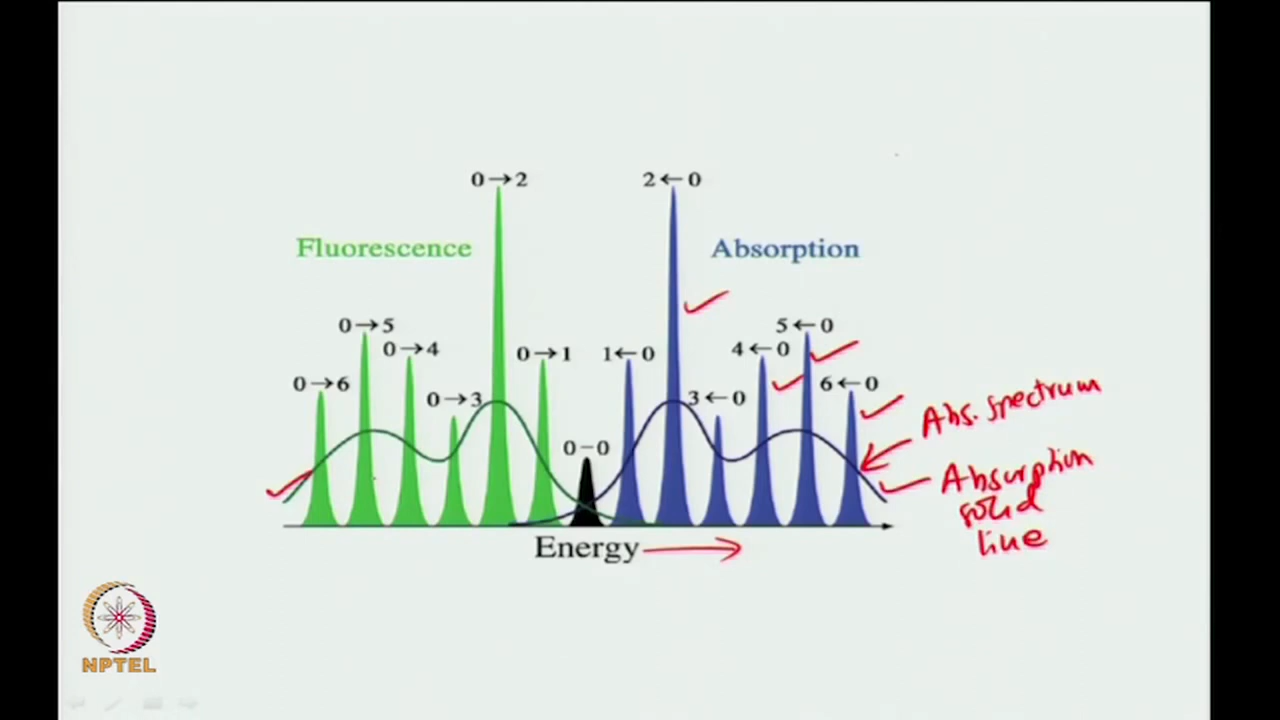 0→2
2←0
Fluorescence
Absorption
0→5
5←0
0→4
0→1
1←0
4←0
0→6
6←0
0→3
3←0
Abs. spectrum
0-0
Absorption
solid
line
Energy
NPTEL